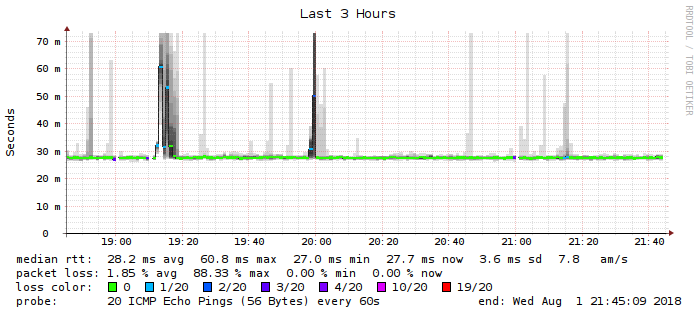 Last 3 Hours
RRDTOOL / TOBI OETIKER
Seconds
70 m
60 m
50 m
40 m
30 m
20 m
10 m
0
19:00 19:20 19:40 20:00 20:20 20:40 21:00 21:20 21:40
median rtt: 28.2 ms avg 60.8 ms max 27.0 ms min 27.7 ms now 3.6 ms sd 7.8 am/s
packet loss: 1.85 % avg 88.33 % max 0.00 % min 0.00 % now
loss color: 0 1/20 2/20 3/20 4/20 10/20 19/20
probe: 20 ICMP Echo Pings (56 Bytes) every 60s end: Wed Aug 1 21:45:09 2018